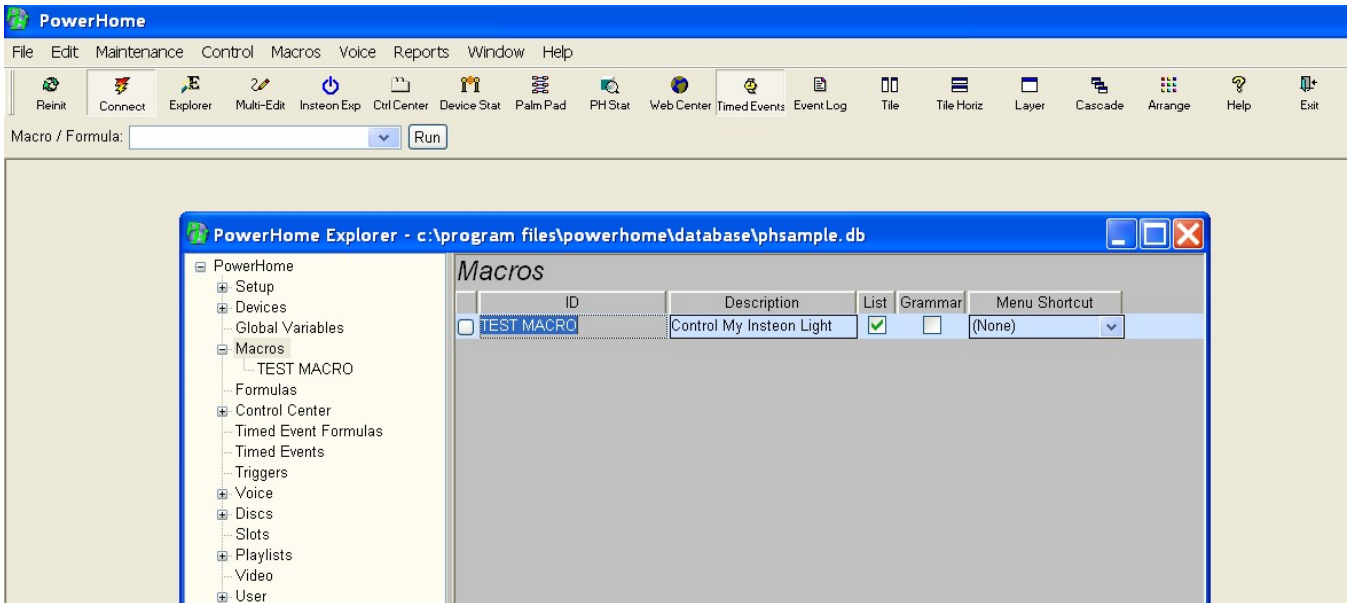 PowerHome
File Edit Maintenance Control Macros Voice Reports Window Help
Reinit Connect Explorer Multi-Edit Insteon Exp Ctrl Center Device Stat Palm Pad PH Stat Web Center Timed Events Event Log Tile Tile Horiz Layer Cascade Arrange Help Exit
Macro / Formula: Run
PowerHome Explorer - c:\program files\powerhome\database\phsample.db
PowerHome
Setup
Devices
Global Variables
Macros
TEST MACRO
Formulas
Control Center
Timed Event Formulas
Timed Events
Triggers
Voice
Discs
Slots
Playlists
Video
User
Macros
ID Description List Grammar Menu Shortcut
TEST MACRO Control My Insteon Light (None)